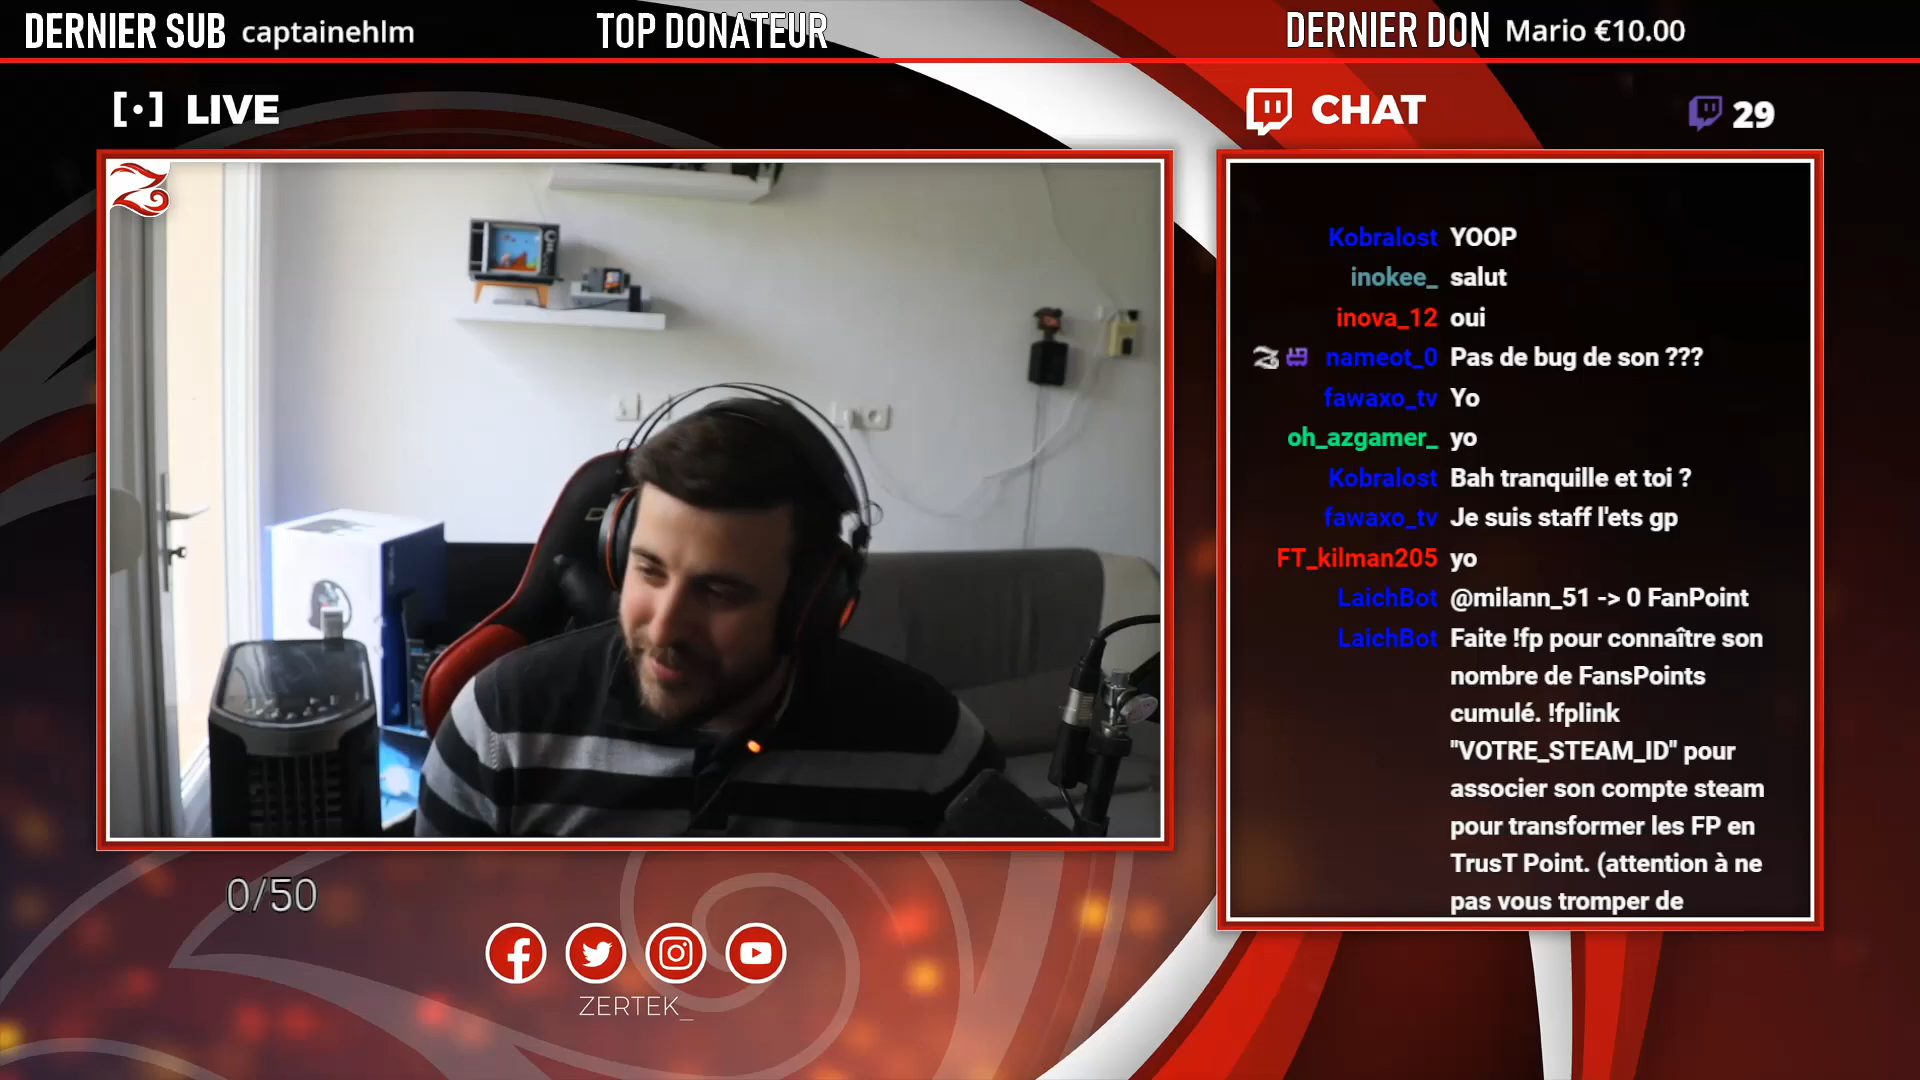 DERNIER SUB captainehlm
TOP DONATEUR
DERNIER DON Mario €10.00
[·] LIVE
CHAT
29
Kobralost YOOP
inokee_ salut
inova_12 oui
nameot_0 Pas de bug de son ???
fawaxo_tv Yo
oh_azgamer_ yo
Kobralost Bah tranquille et toi ?
fawaxo_tv Je suis staff l'ets gp
FT_kilman205 yo
LaichBot @milann_51 -> 0 FanPoint
LaichBot Faite !fp pour connaître son
nombre de FansPoints
cumulé. !fplink
"VOTRE_STEAM_ID" pour
associer son compte steam
pour transformer les FP en
TrusT Point. (attention à ne
pas vous tromper de
0/50
ZERTEK_